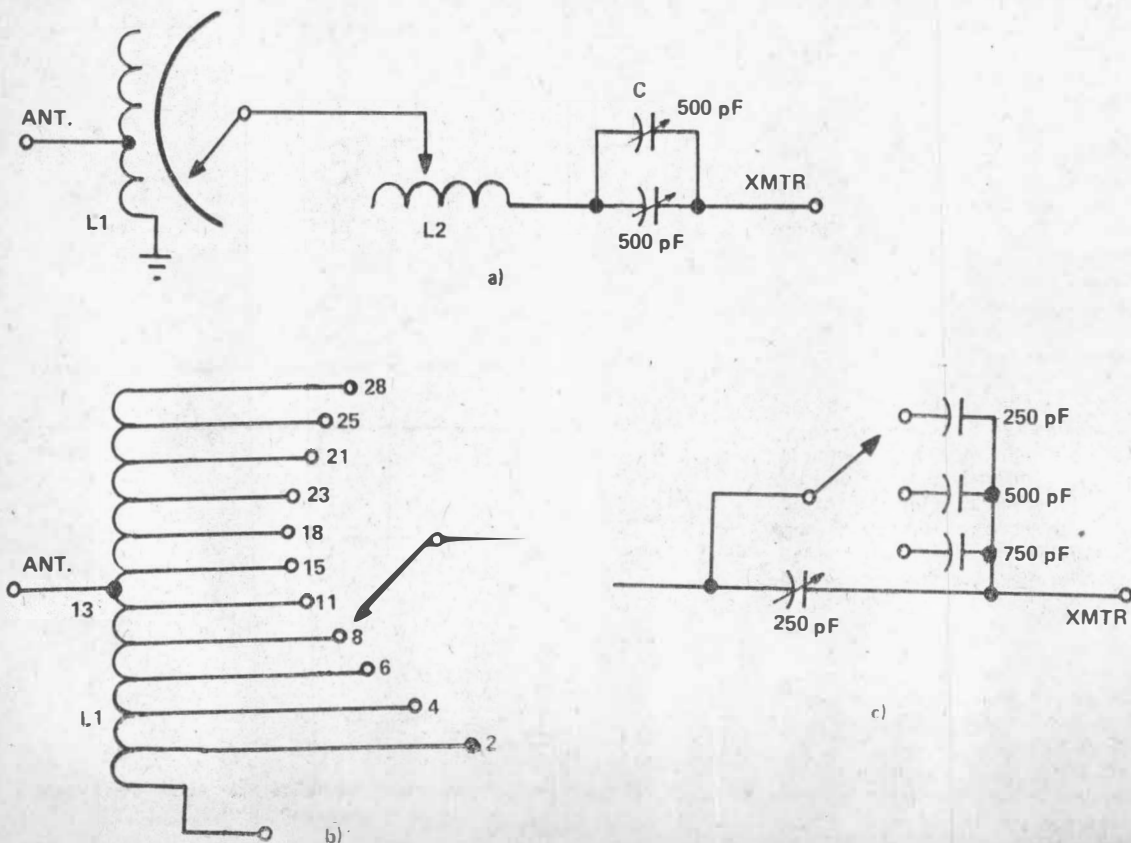 C
500 pF
ANT.
XMTR
L1
L2
500 pF
a)
28
25
21
23
18
15
ANT.
13
11
8
6
L1
4
2
b)
250 pF
500 pF
750 pF
250 pF
XMTR
c)